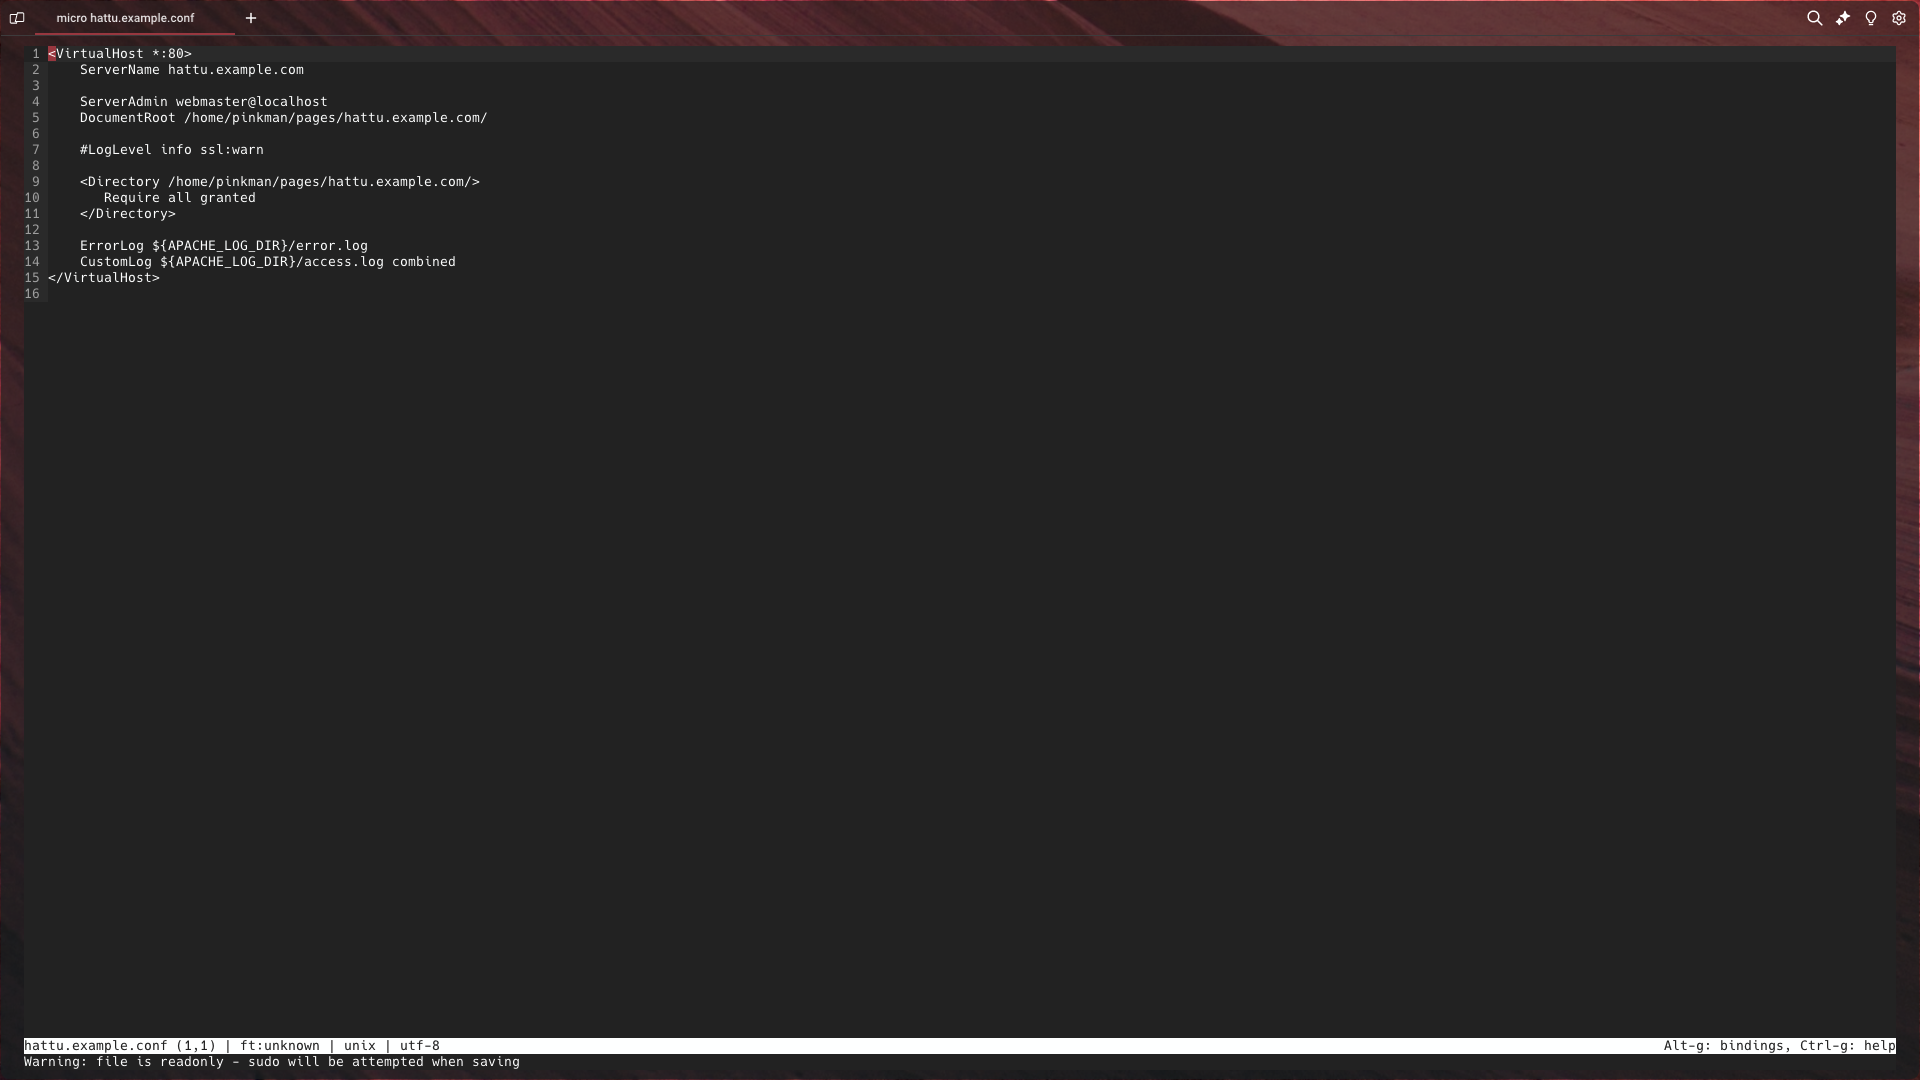 micro hattu.example.conf +
1 <VirtualHost *:80>
2     ServerName hattu.example.com
3
4     ServerAdmin webmaster@localhost
5     DocumentRoot /home/pinkman/pages/hattu.example.com/
6
7     #LogLevel info ssl:warn
8
9     <Directory /home/pinkman/pages/hattu.example.com/>
10        Require all granted
11    </Directory>
12
13    ErrorLog ${APACHE_LOG_DIR}/error.log
14    CustomLog ${APACHE_LOG_DIR}/access.log combined
15 </VirtualHost>
16
hattu.example.conf (1,1) | ft:unknown | unix | utf-8 Alt-g: bindings, Ctrl-g: help
Warning: file is readonly - sudo will be attempted when saving